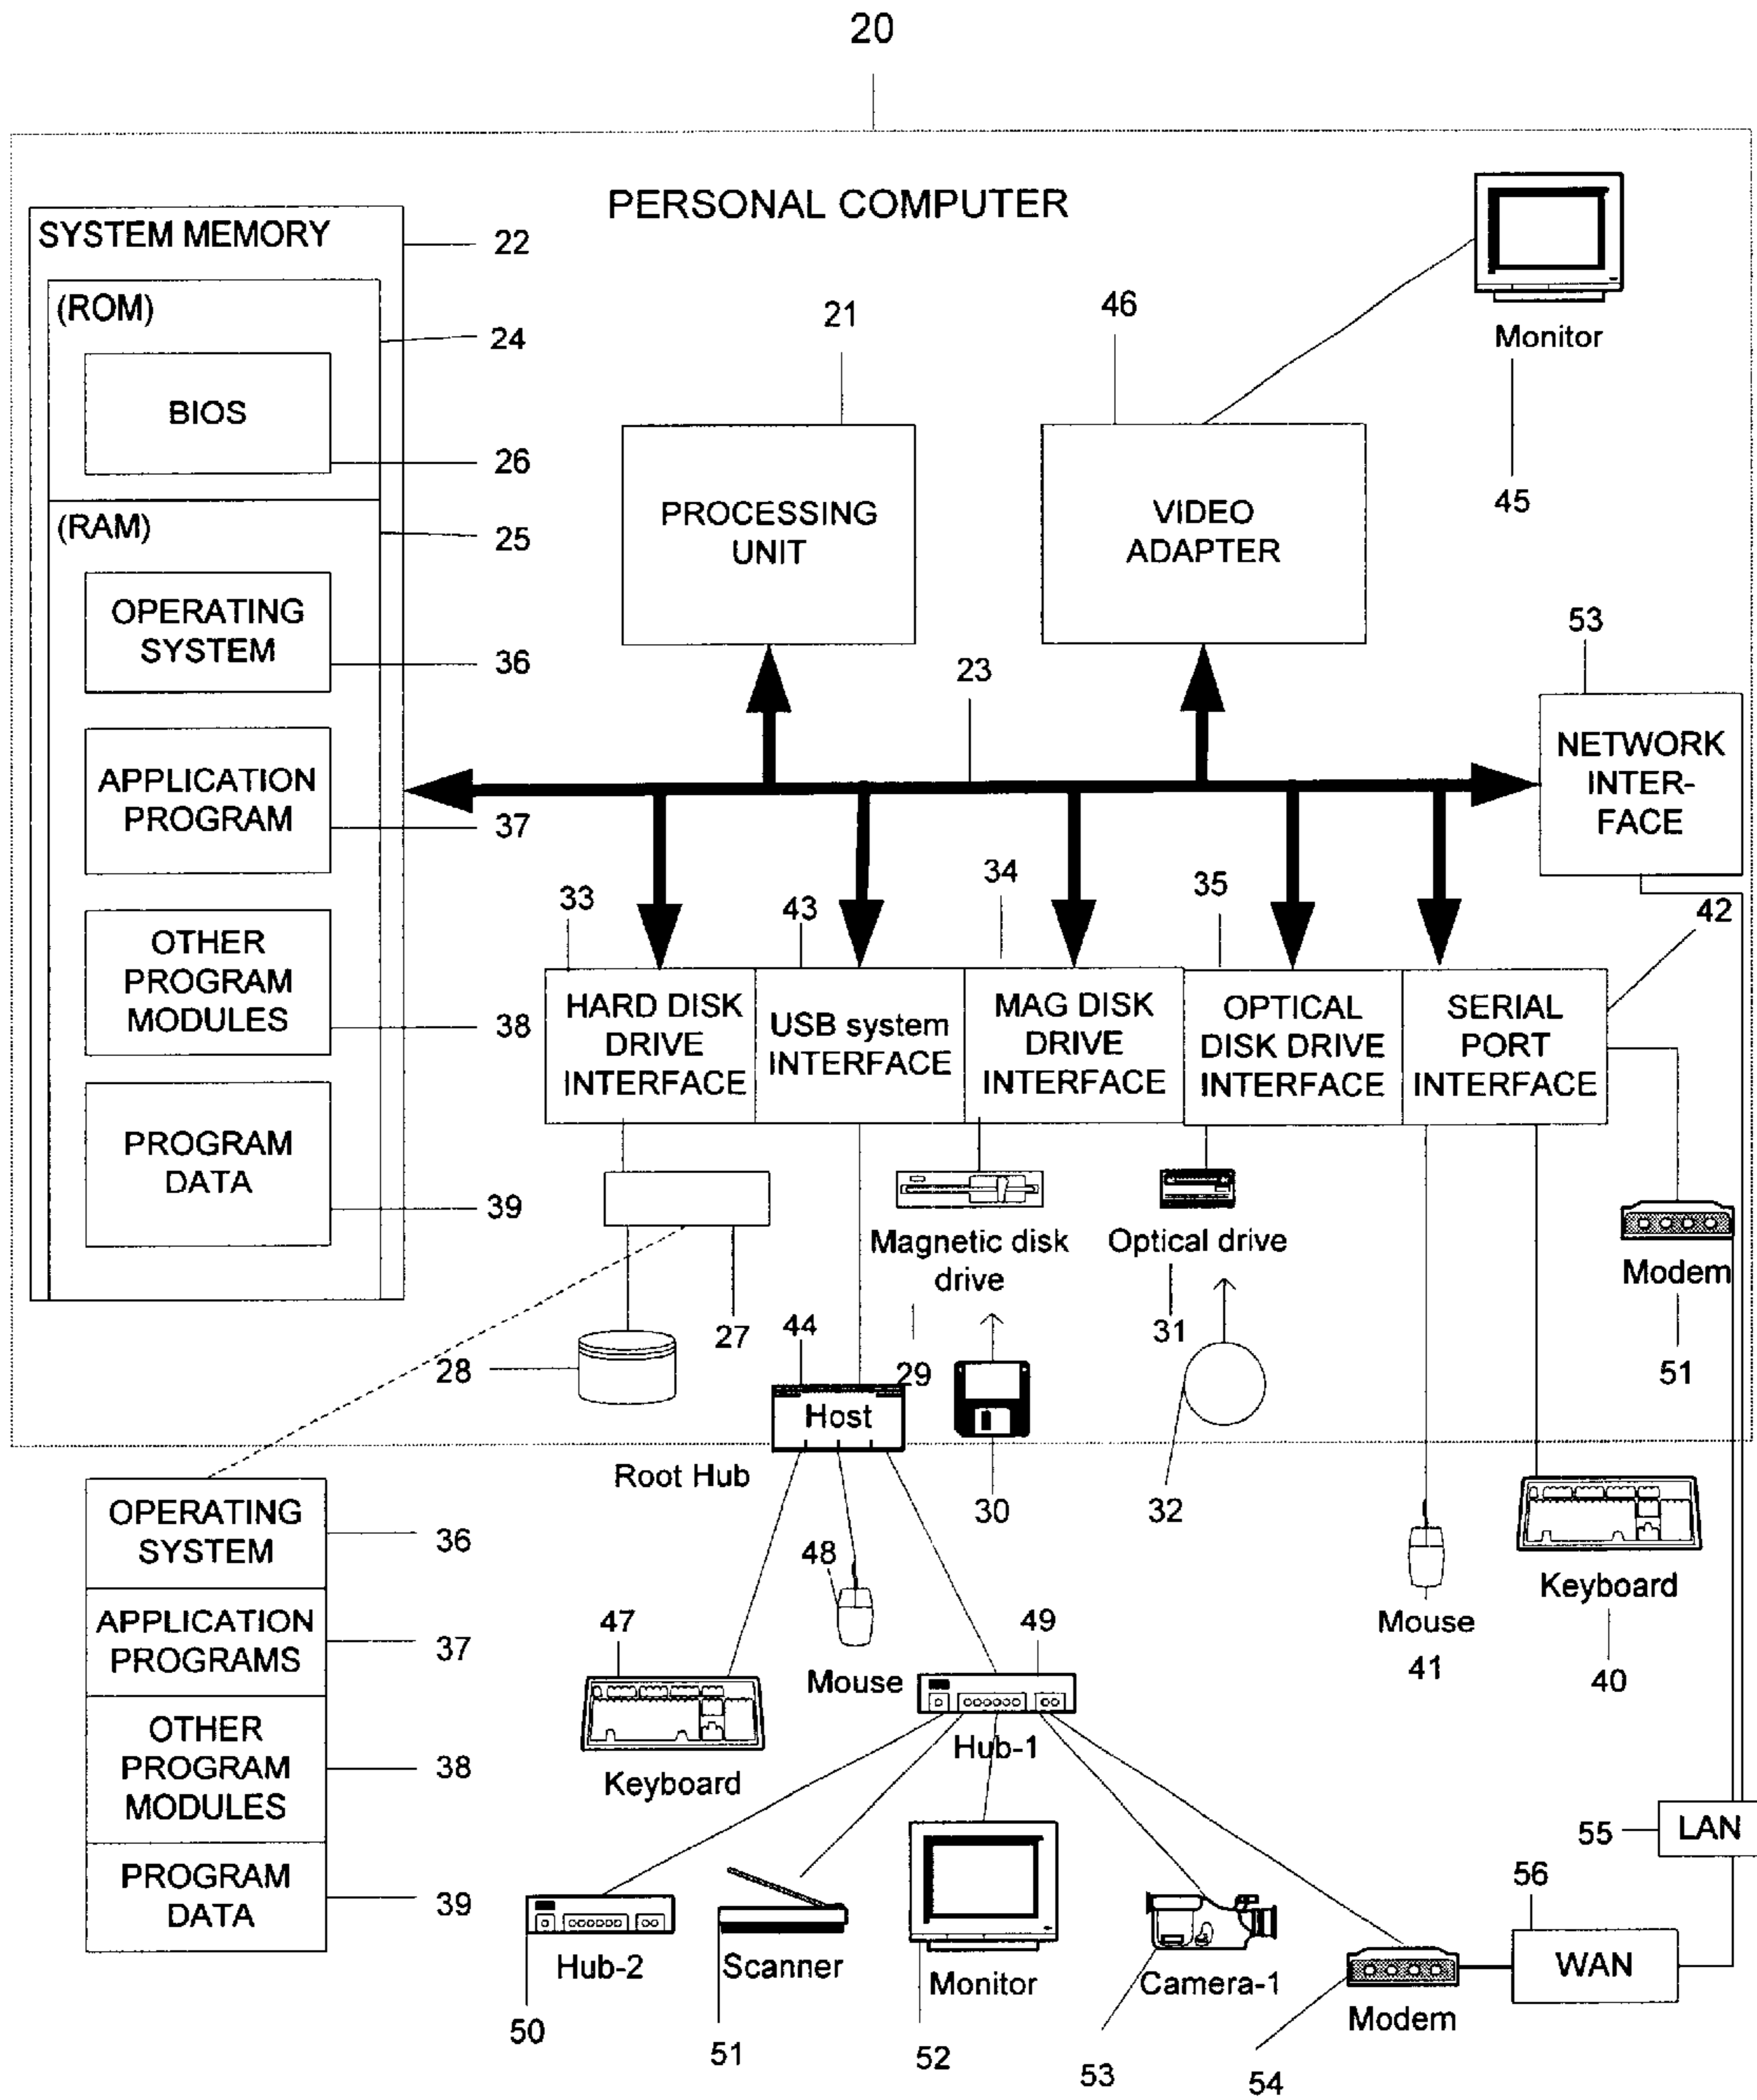 20
PERSONAL COMPUTER
SYSTEM MEMORY
22
(ROM)
24
BIOS
26
(RAM)
25
OPERATING
SYSTEM
36
APPLICATION
PROGRAM
37
OTHER
PROGRAM
MODULES
38
PROGRAM
DATA
39
21
PROCESSING
UNIT
46
VIDEO
ADAPTER
Monitor
45
23
53
NETWORK
INTER-
FACE
33
HARD DISK
DRIVE
INTERFACE
43
USB system
INTERFACE
34
MAG DISK
DRIVE
INTERFACE
35
OPTICAL
DISK DRIVE
INTERFACE
42
SERIAL
PORT
INTERFACE
27
28
Magnetic disk
drive
29
Optical drive
31
Modem
51
44
Host
Root Hub
30
32
OPERATING
SYSTEM
36
APPLICATION
PROGRAMS
37
OTHER
PROGRAM
MODULES
38
PROGRAM
DATA
39
47
Keyboard
48
Mouse
49
Hub-1
Mouse
41
Keyboard
40
Hub-2
50
Scanner
51
Monitor
52
Camera-1
53
Modem
54
55
LAN
56
WAN